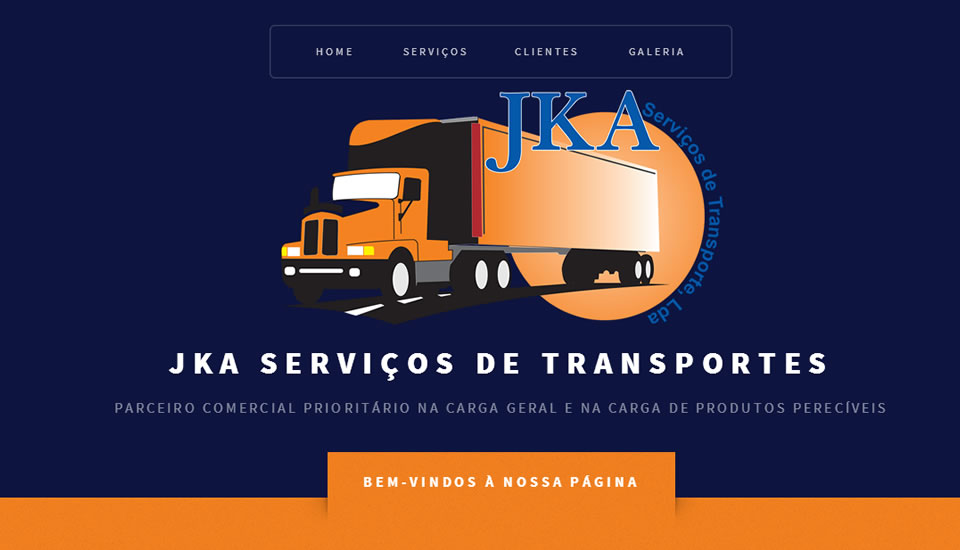 HOME SERVIÇOS CLIENTES GALERIA
JKA
Serviços de Transporte, Lda
JKA SERVIÇOS DE TRANSPORTES
PARCEIRO COMERCIAL PRIORITÁRIO NA CARGA GERAL E NA CARGA DE PRODUTOS PERECÍVEIS
BEM-VINDOS À NOSSA PÁGINA